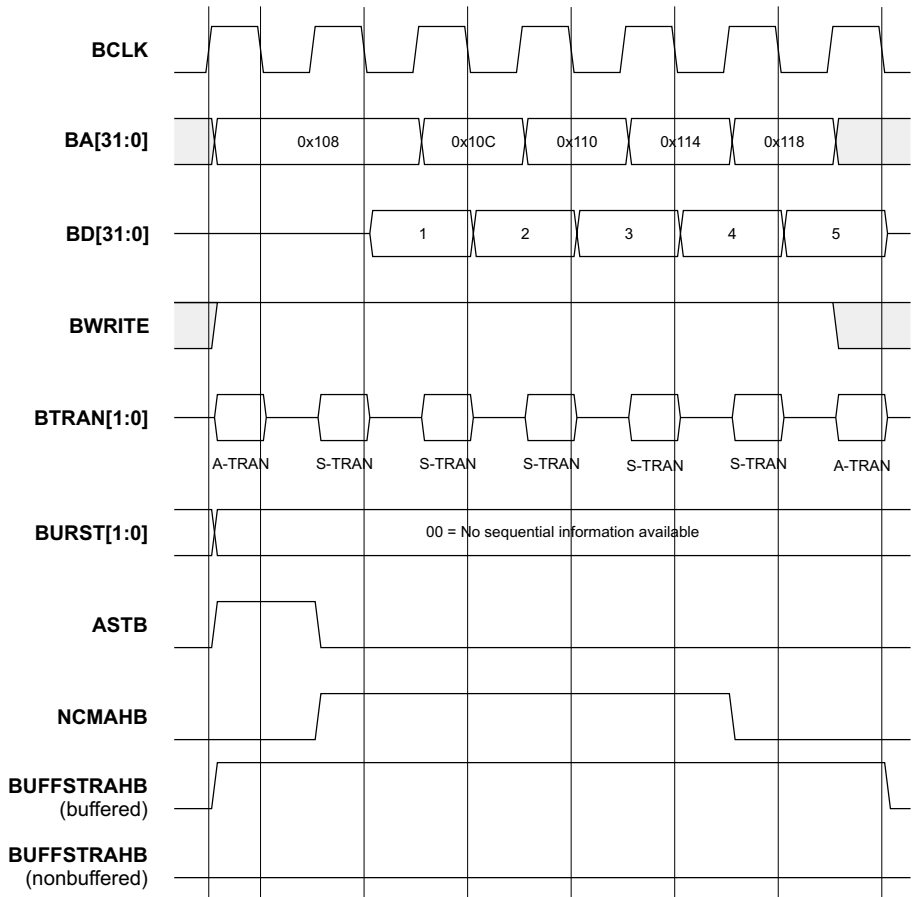 BCLK
BA[31:0]
0x108
0x10C
0x110
0x114
0x118
BD[31:0]
1
2
3
4
5
BWRITE
BTRAN[1:0]
A-TRAN
S-TRAN
S-TRAN
S-TRAN
S-TRAN
S-TRAN
A-TRAN
BURST[1:0]
00 = No sequential information available
ASTB
NCMAHB
BUFFSTRAHB
(buffered)
BUFFSTRAHB
(nonbuffered)